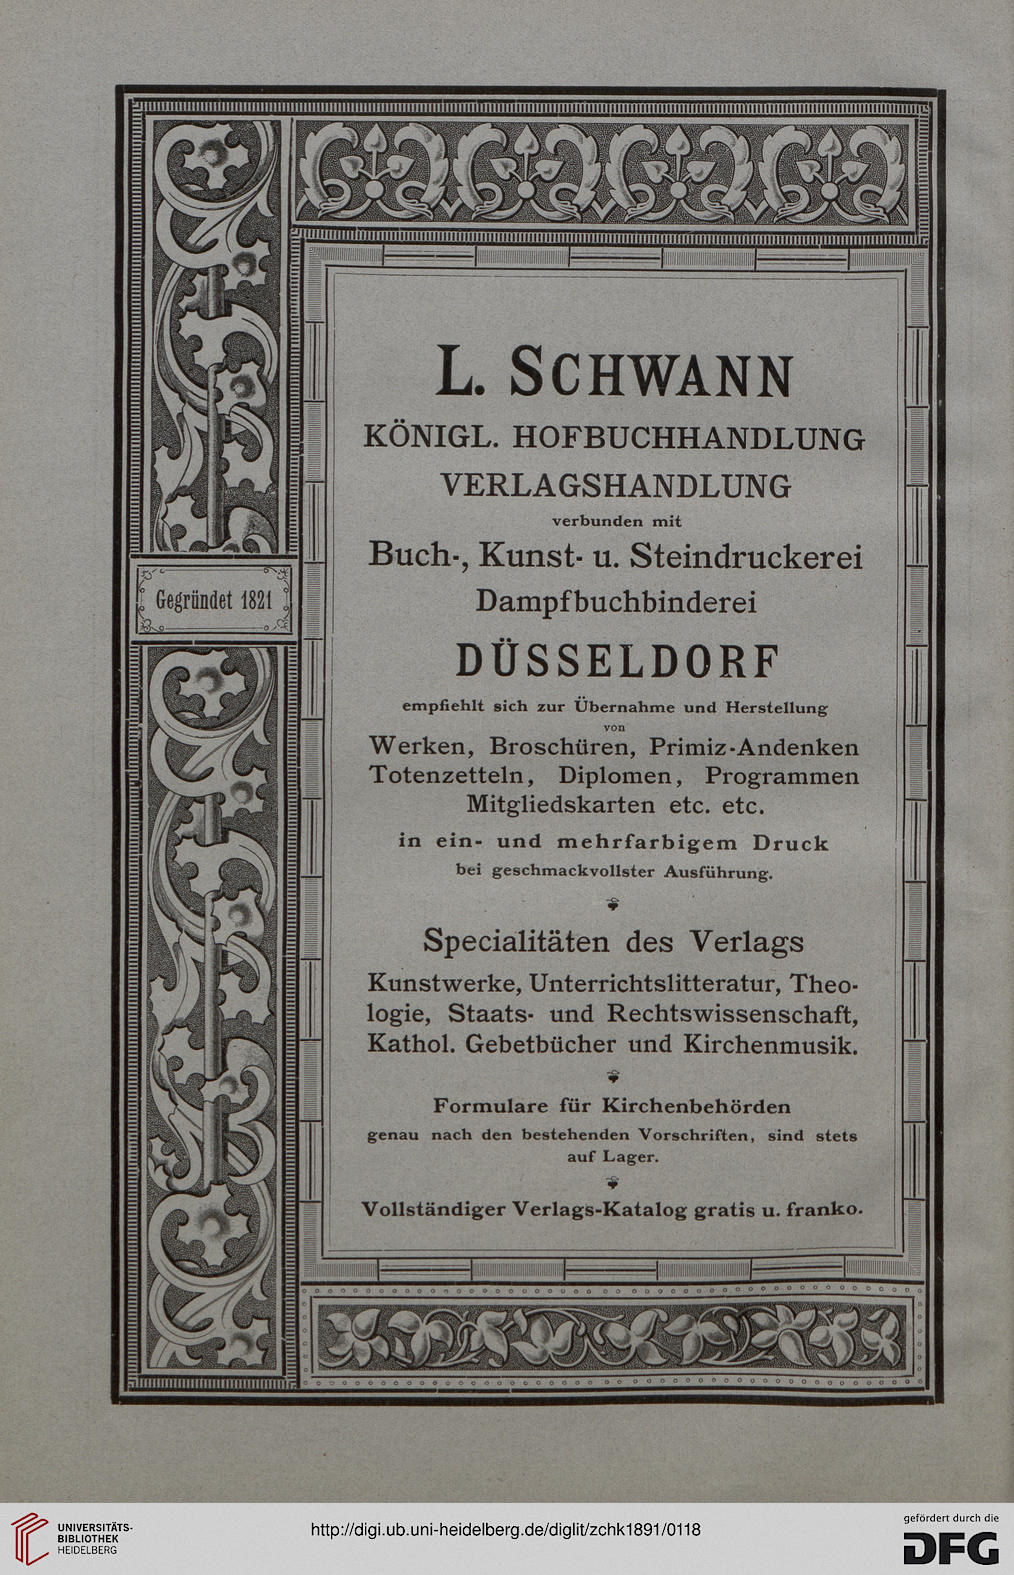 L. SCHWANN
KÖNIGL. HOFBUCHHANDLUNG
VERLAGSHANDLUNG
verbunden mit
Buch-, Kunst- u. Steindruckerei
Dampfbuchbinderei
DÜSSELDORF
empfiehlt sich zur Übernahme und Herstellung
von
Werken, Broschüren, Primiz-Andenken
Totenzetteln, Diplomen, Programmen
Mitgliedskarten etc. etc.
in ein- und mehrfarbigem Druck
bei geschmackvollster Ausführung.
Specialitäten des Verlags
Kunstwerke, Unterrichtslitteratur, Theo-
logie, Staats- und Rechtswissenschaft,
Kathol. Gebetbücher und Kirchenmusik.
Formulare für Kirchenbehörden
genau nach den bestehenden Vorschriften, sind stets
auf Lager.
Vollständiger Verlags-Katalog gratis u. franko.
Gegründet 1821
UNIVERSITÄTS-
BIBLIOTHEK
HEIDELBERG
http://digi.ub.uni-heidelberg.de/diglit/zchk1891/0118
gefördert durch die
DFG